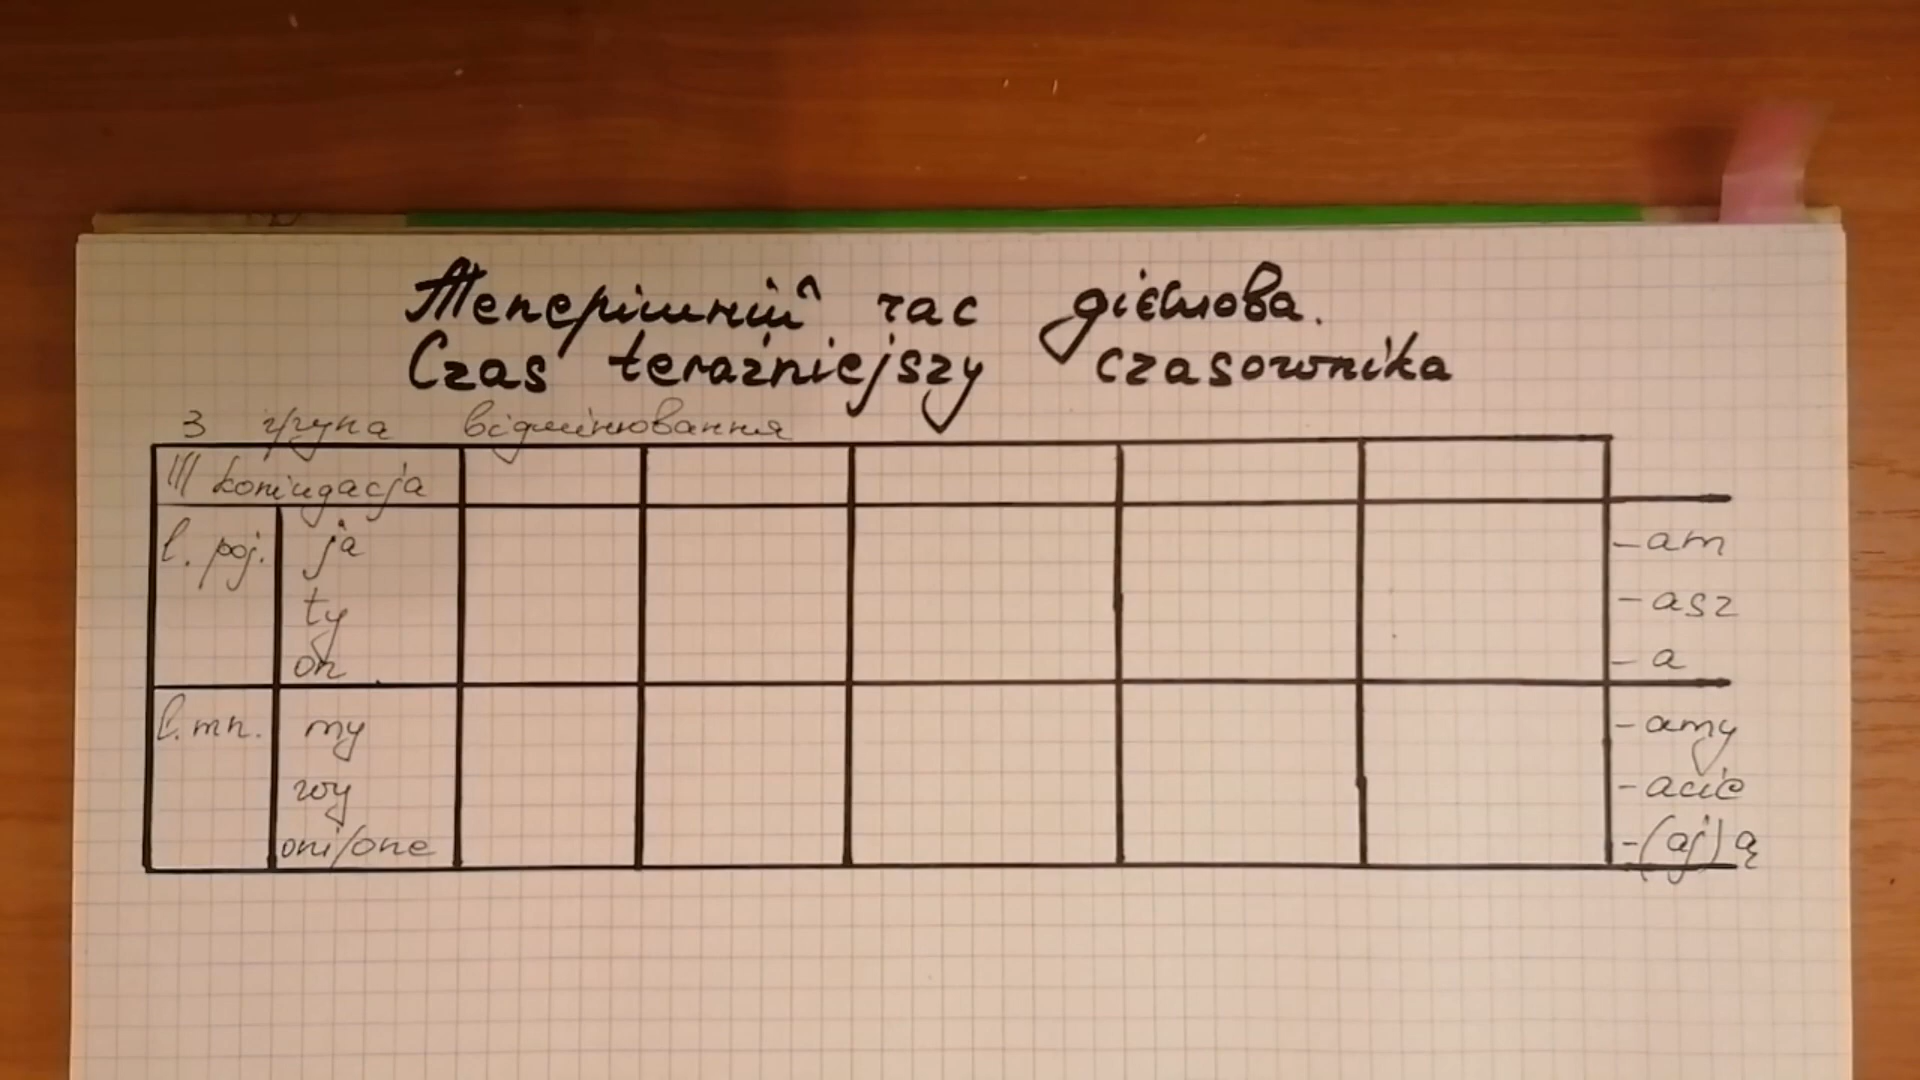 Теперішній час дієслова.
Czas teraźniejszy czasownika
3 група відмінювання
III koniugacja
l. poj. ja -am
ty -asz
on -a
l. mn. my -amy
wy -acie
oni/one -(aj)ą